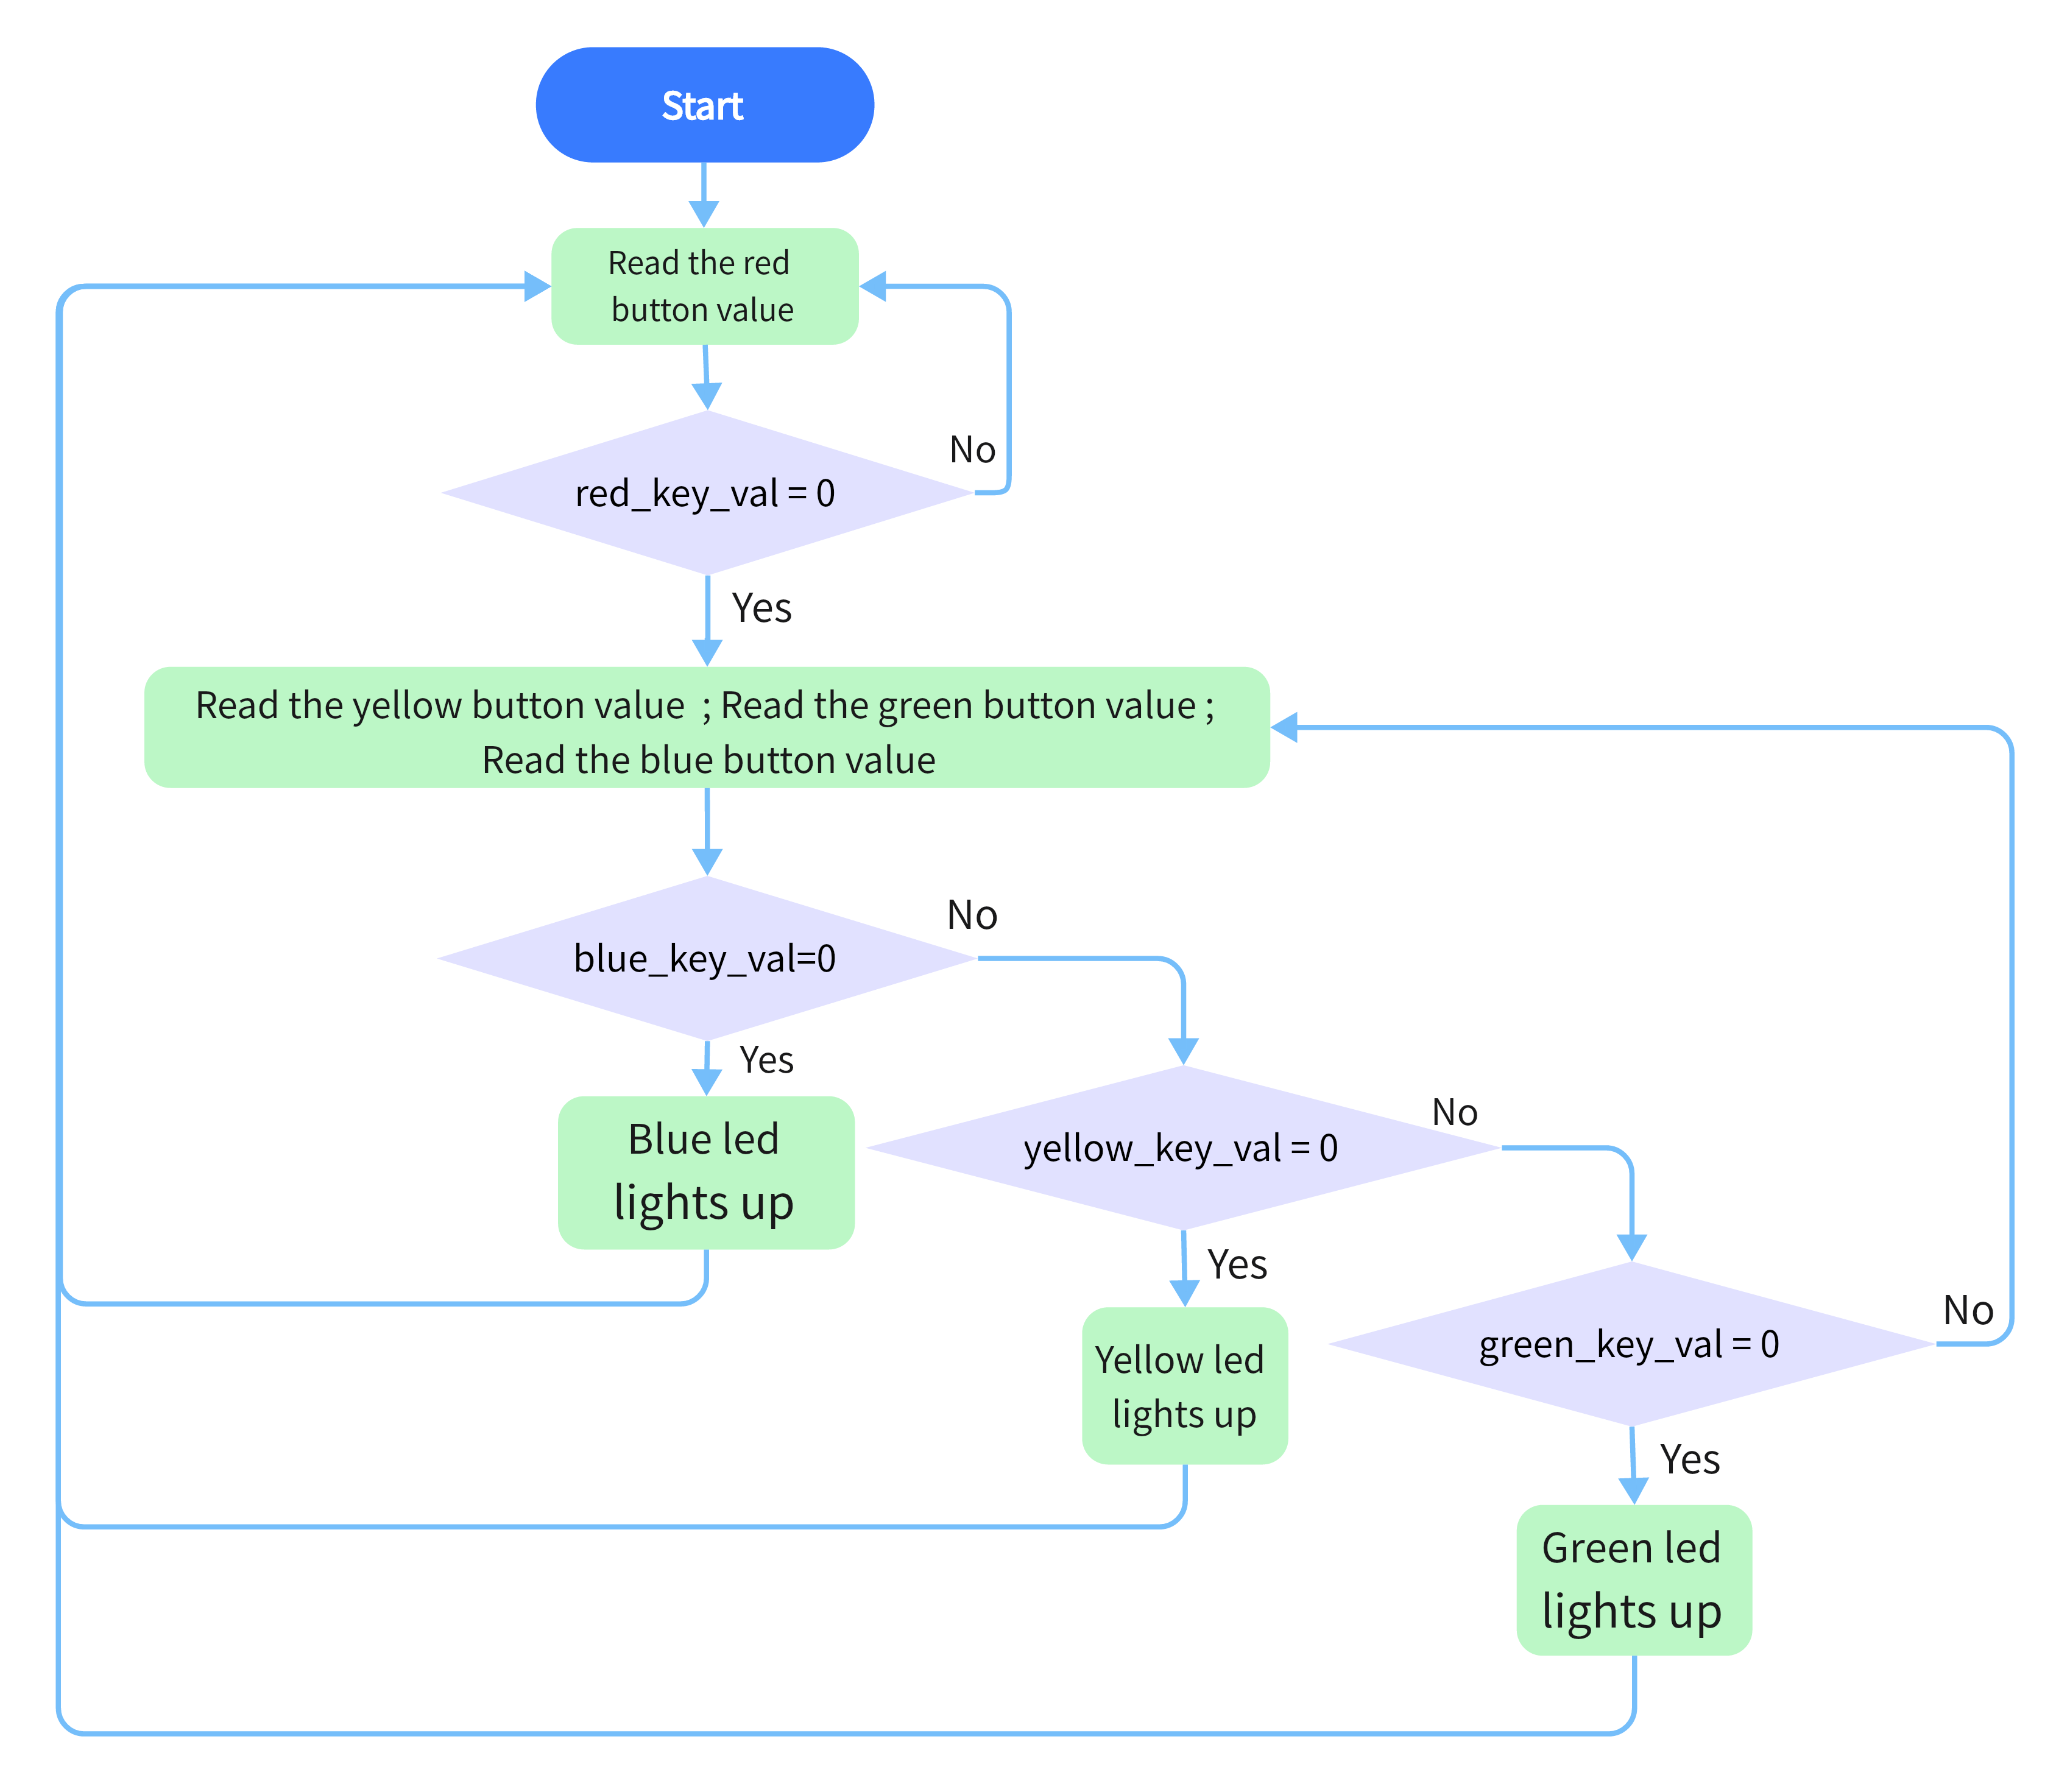 Start
Read the red
button value
No
red_key_val = 0
Yes
Read the yellow button value  ; Read the green button value ;
Read the blue button value
No
blue_key_val=0
Yes
Blue led
lights up
No
yellow_key_val = 0
Yes
Yellow led
lights up
No
green_key_val = 0
Yes
Green led
lights up